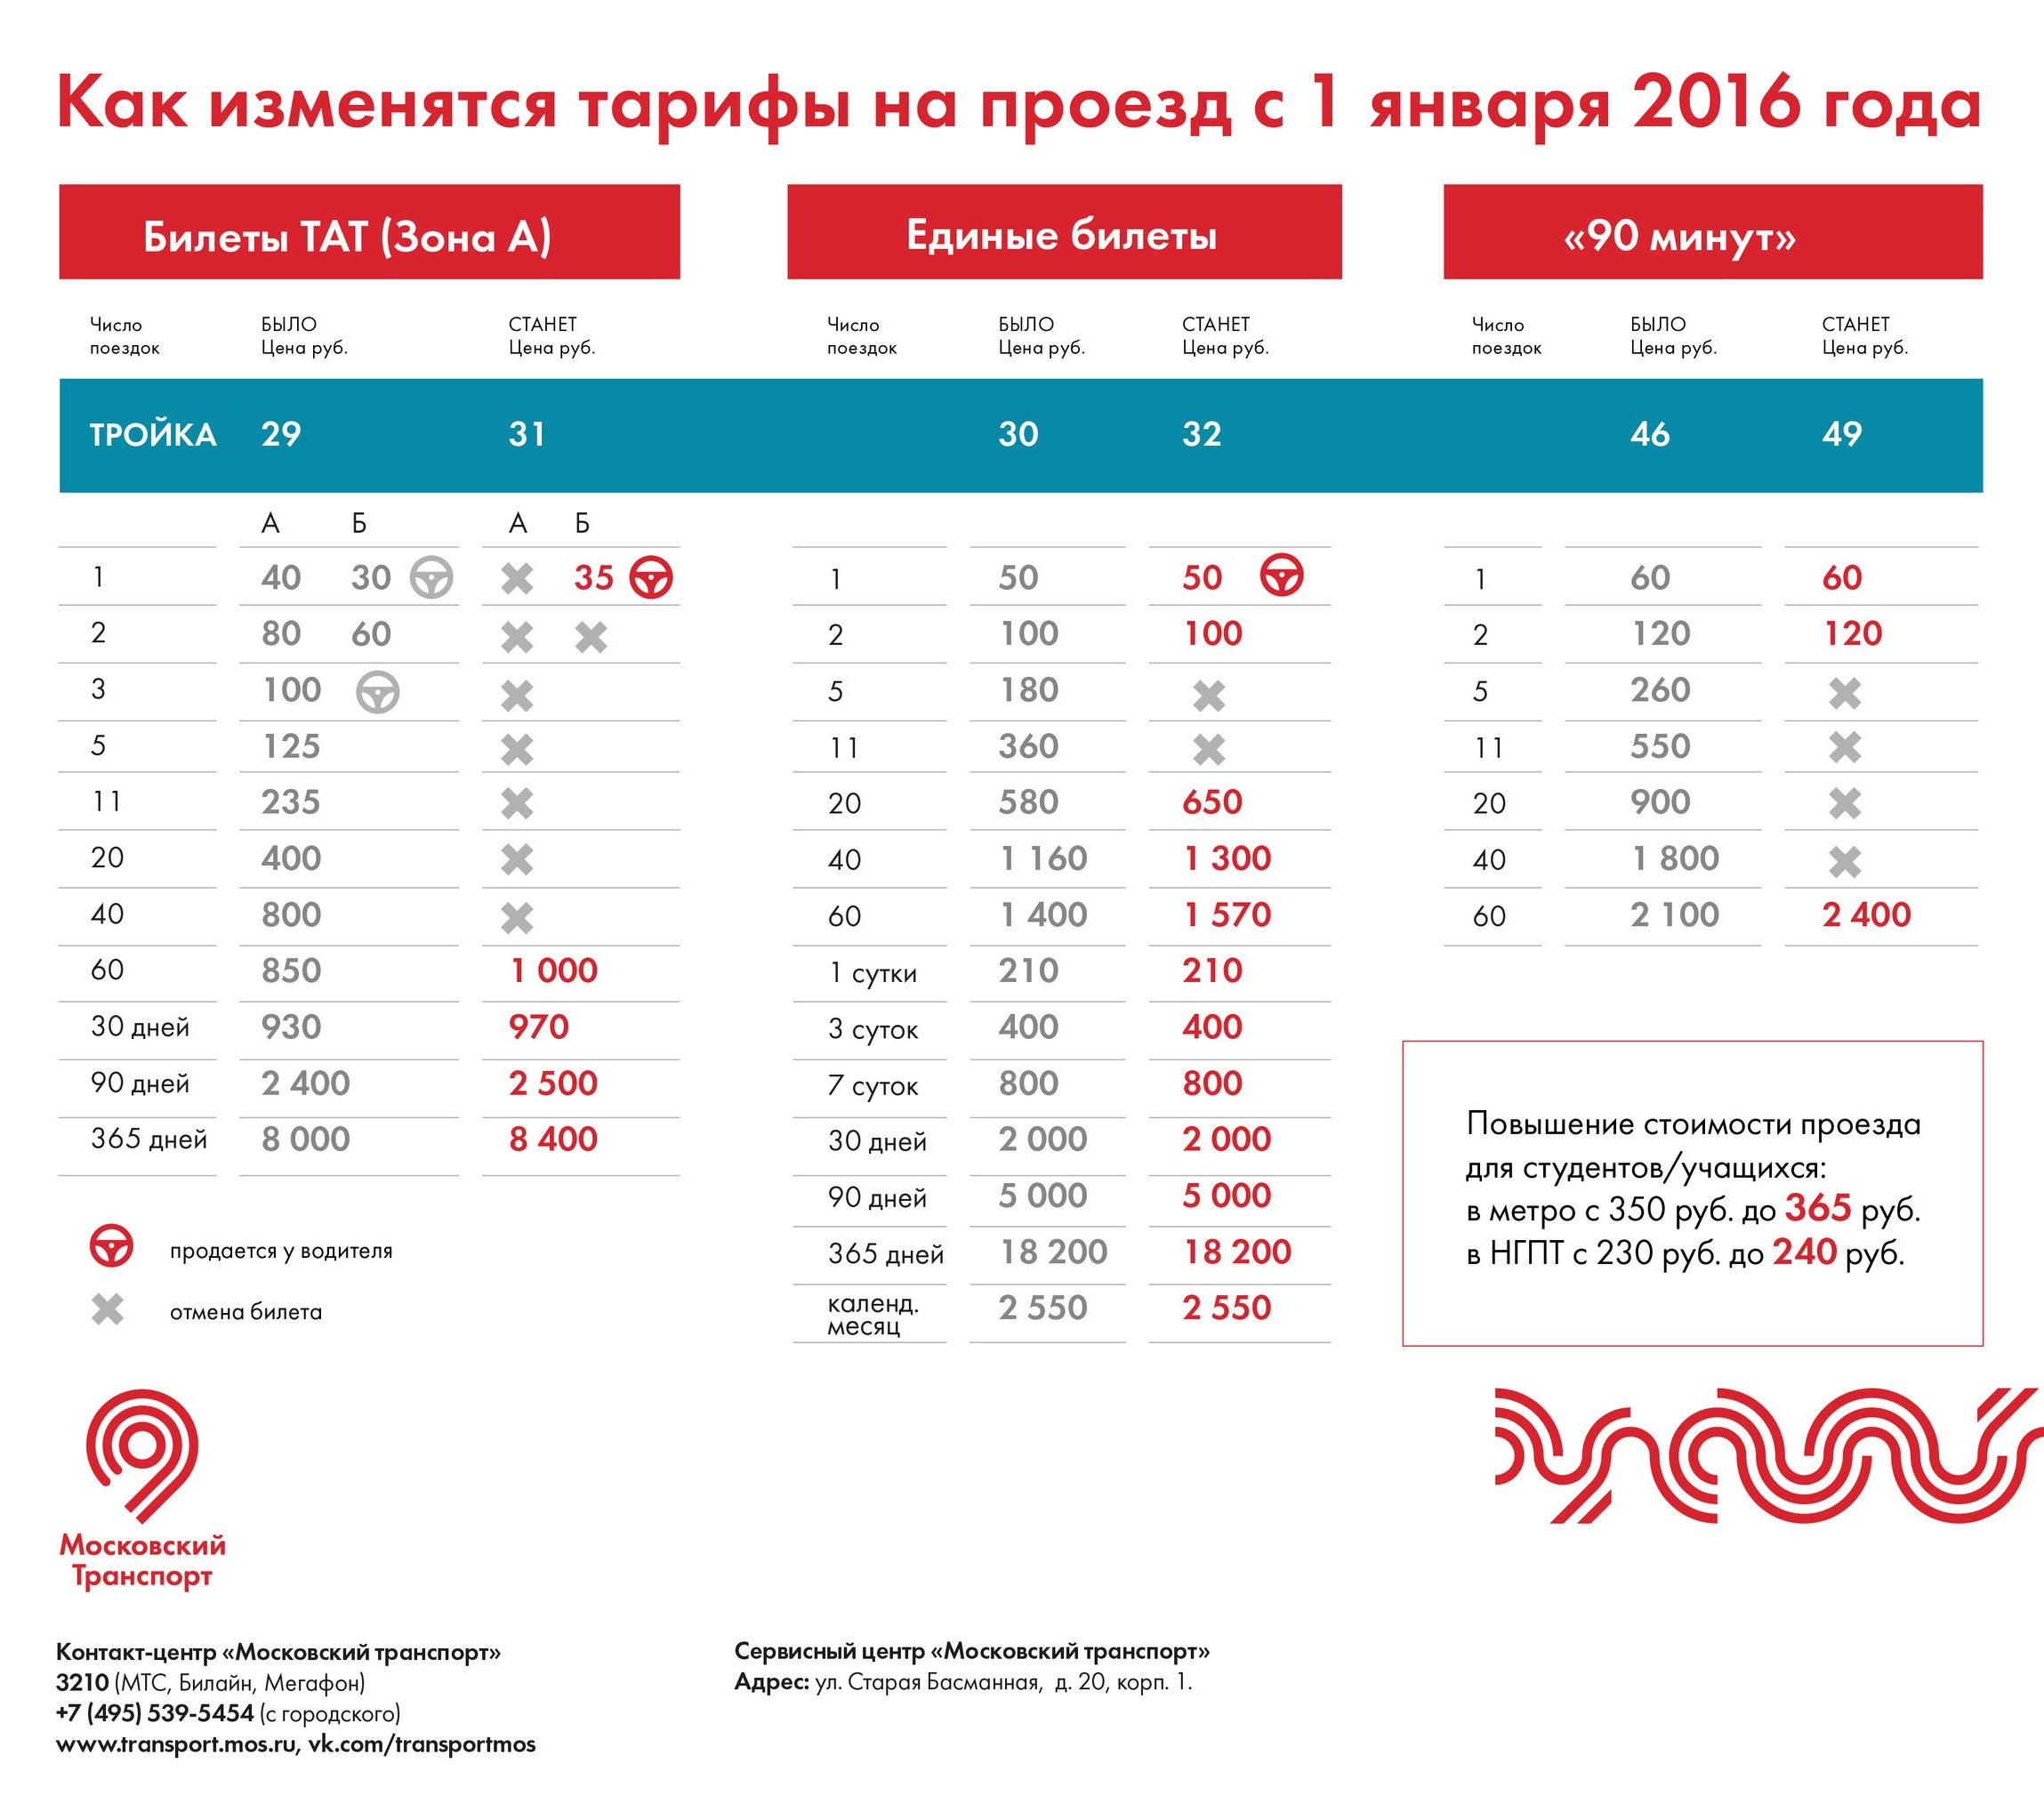 Как изменятся тарифы на проезд с 1 января 2016 года
Билеты ТАТ (Зона А)
Число поездок БЫЛО Цена руб. СТАНЕТ Цена руб.
ТРОЙКА 29 31
А Б А Б
1 40 30 35
2 80 60
3 100
5 125
11 235
20 400
40 800
60 850 1 000
30 дней 930 970
90 дней 2 400 2 500
365 дней 8 000 8 400
продается у водителя
отмена билета
Единые билеты
Число поездок БЫЛО Цена руб. СТАНЕТ Цена руб.
30 32
1 50 50
2 100 100
5 180
11 360
20 580 650
40 1 160 1 300
60 1 400 1 570
1 сутки 210 210
3 суток 400 400
7 суток 800 800
30 дней 2 000 2 000
90 дней 5 000 5 000
365 дней 18 200 18 200
календ. месяц 2 550 2 550
«90 минут»
Число поездок БЫЛО Цена руб. СТАНЕТ Цена руб.
46 49
1 60 60
2 120 120
5 260
11 550
20 900
40 1 800
60 2 100 2 400
Повышение стоимости проезда
для студентов/учащихся:
в метро с 350 руб. до 365 руб.
в НГПТ с 230 руб. до 240 руб.
Московский
Транспорт
Контакт-центр «Московский транспорт»
3210 (МТС, Билайн, Мегафон)
+7 (495) 539-5454 (с городского)
www.transport.mos.ru, vk.com/transportmos
Сервисный центр «Московский транспорт»
Адрес: ул. Старая Басманная, д. 20, корп. 1.